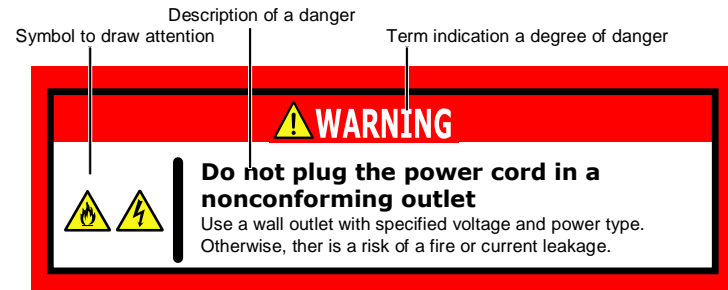 Description of a danger
Symbol to draw attention
Term indication a degree of danger
WARNING
Do not plug the power cord in a
nonconforming outlet
Use a wall outlet with specified voltage and power type.
Otherwise, ther is a risk of a fire or current leakage.